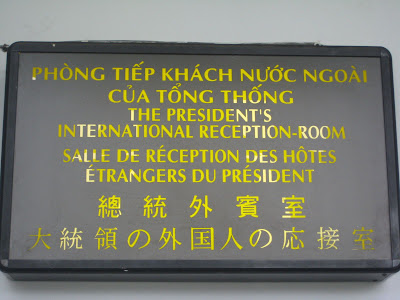 PHÒNG TIẾP KHÁCH NƯỚC NGOÀI
CỦA TỔNG THỐNG
THE PRESIDENT'S
INTERNATIONAL RECEPTION-ROOM
SALLE DE RÉCEPTION DES HÔTES
ÉTRANGERS DU PRÉSIDENT
總統外賓室
大統領の外国人の応接室